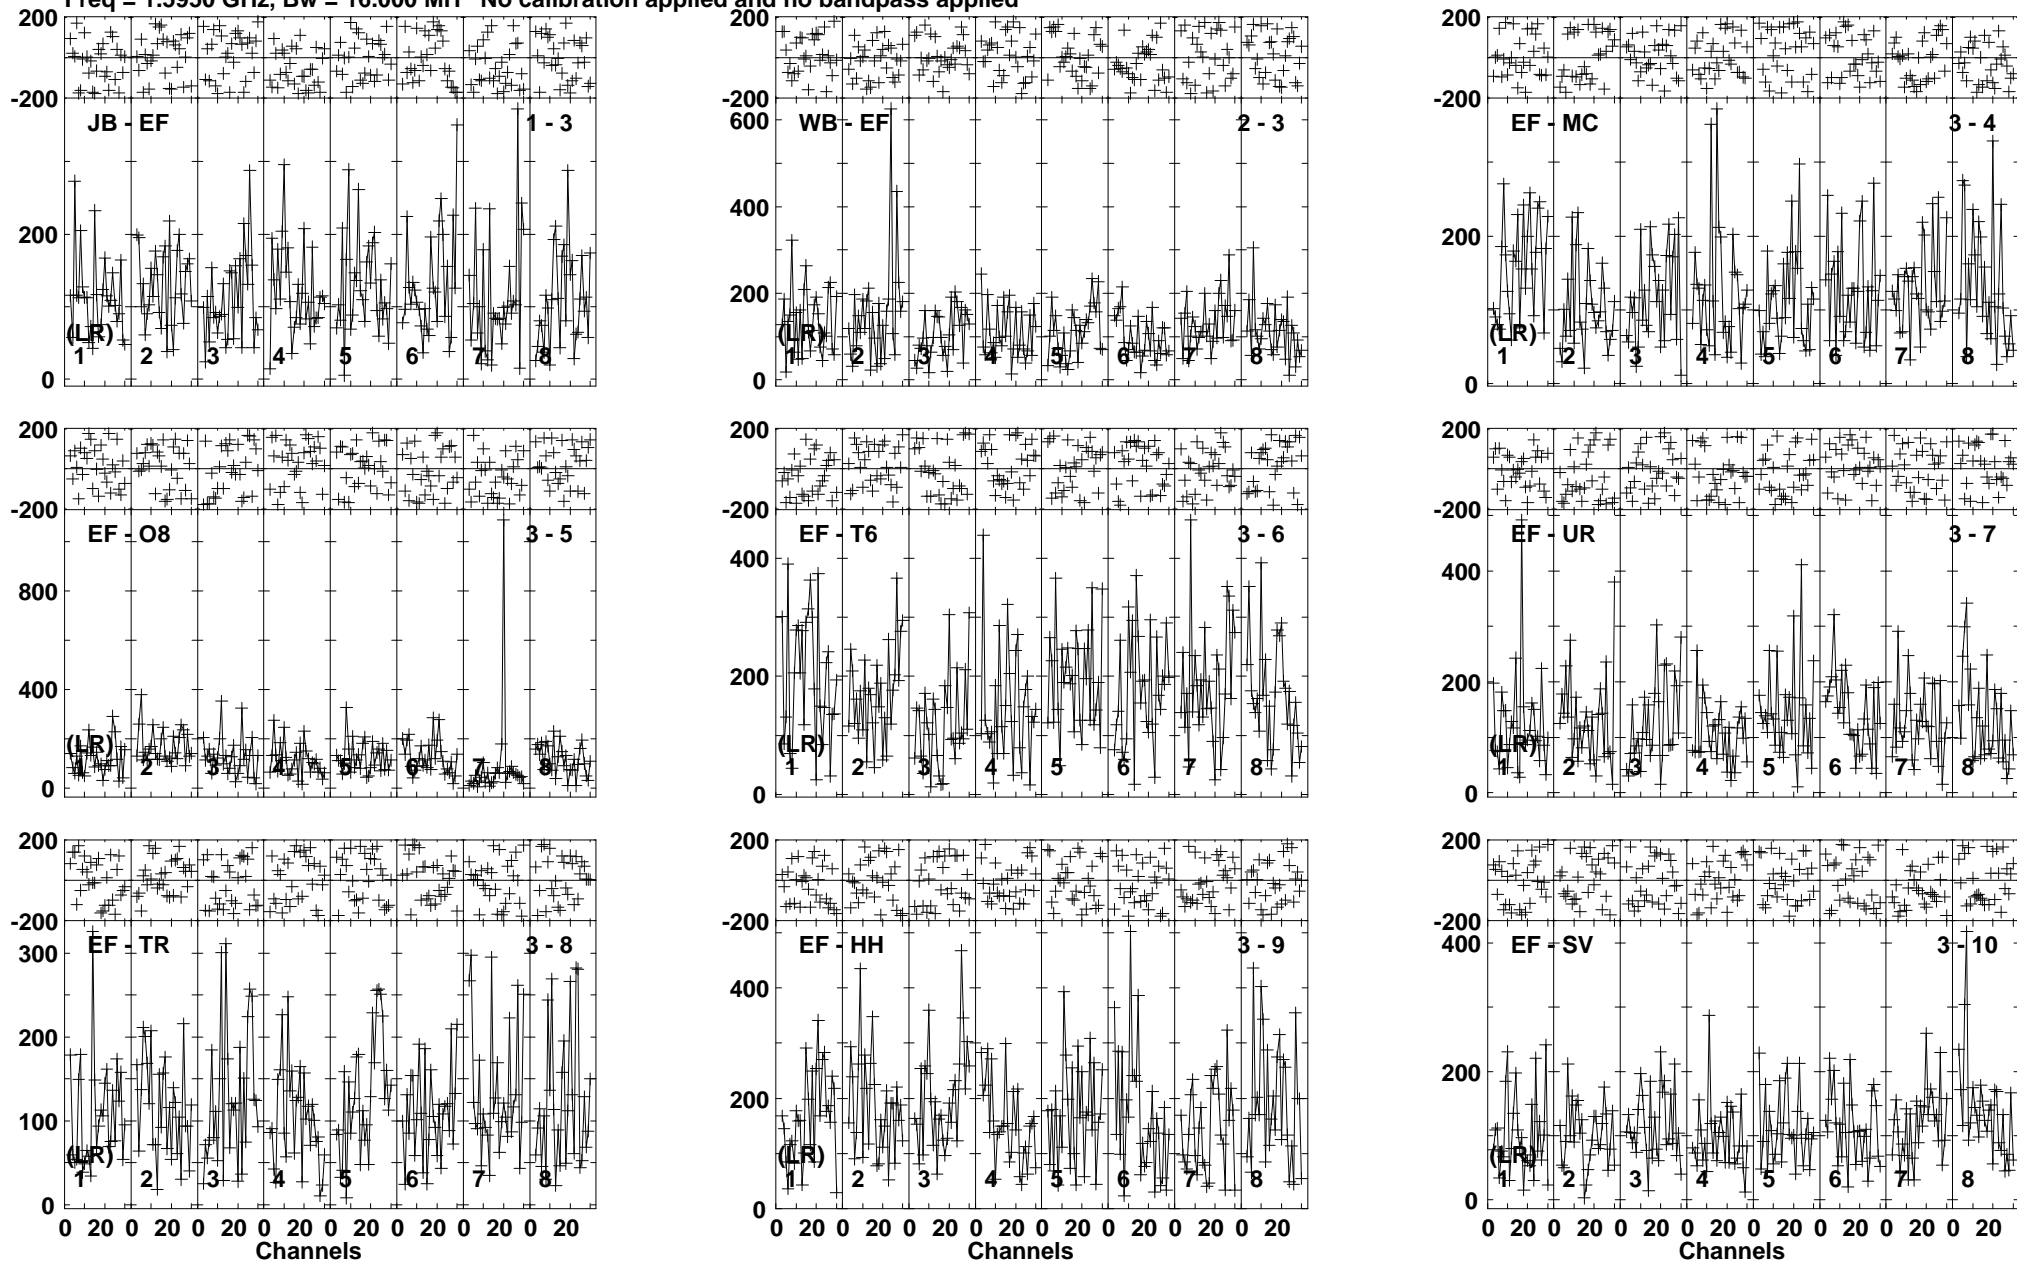 Freq = 1.5950 GHz, Bw = 16.000 MH No calibration applied and no bandpass applied
200 200 200
-200 -200 -200
JB - EF 1 - 3 WB - EF 2 - 3 EF - MC 3 - 4
600
400
200 200 200
(LR) (LR) (LR)
1 2 3 4 5 6 7 8 1 2 3 4 5 6 7 8 1 2 3 4 5 6 7 8
0 0 0
200 200 200
-200 -200 -200
EF - O8 3 - 5 EF - T6 3 - 6 EF - UR 3 - 7
800 400 400
400 200 200
(LR) (LR) (LR)
1 2 3 4 5 6 7 8 1 2 3 4 5 6 7 8 1 2 3 4 5 6 7 8
0 0 0
200 200 200
-200 -200 -200
EF - TR 3 - 8 EF - HH 3 - 9 EF - SV 3 - 10
300 400 400
200 200 200
100
(LR) (LR) (LR)
1 2 3 4 5 6 7 8 1 2 3 4 5 6 7 8 1 2 3 4 5 6 7 8
0 0 0
0 20 0 20 0 20 0 20 0 20 0 20 0 20 0 20 0 20 0 20 0 20 0 20 0 20 0 20 0 20 0 20 0 20 0 20 0 20 0 20 0 20 0 20 0 20 0 20
Channels Channels Channels